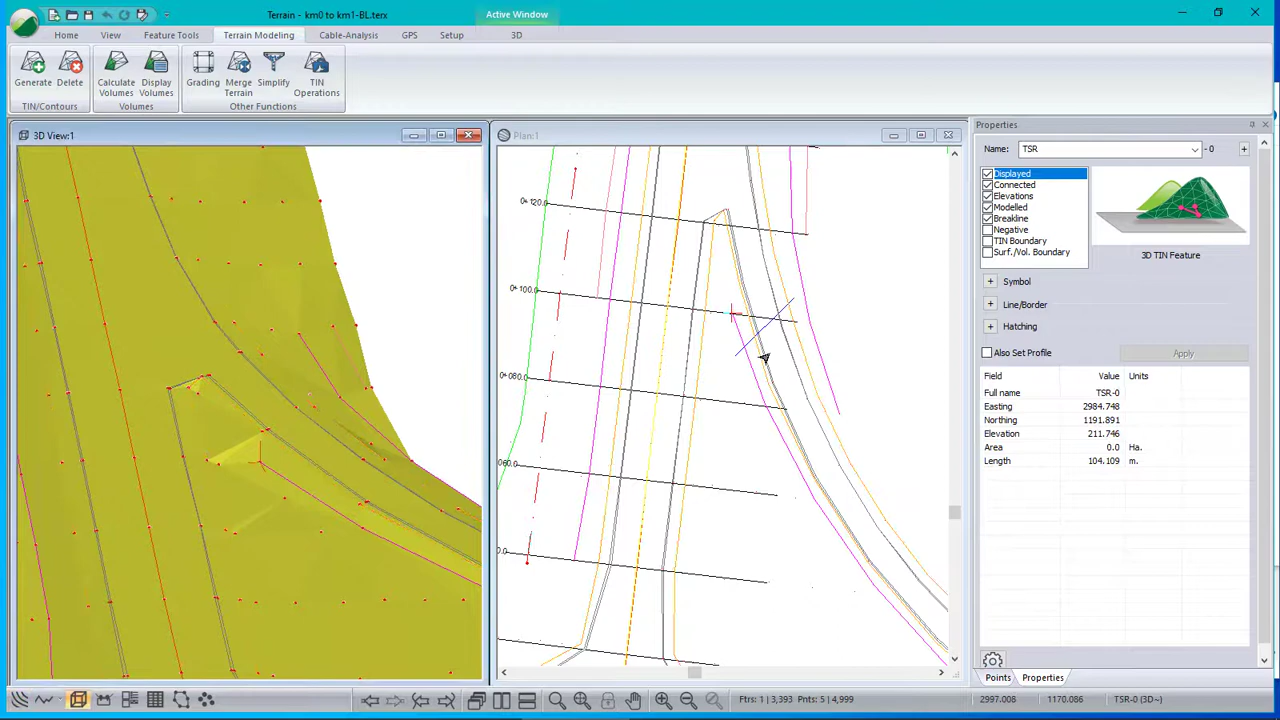 Terrain - km0 to km1-BL.terx
Active Window
Home View Feature Tools Terrain Modeling Cable-Analysis GPS Setup 3D
Generate Delete Calculate Volumes Display Volumes Grading Merge Terrain Simplify TIN Operations
TIN/Contours Volumes Other Functions
3D View:1
Plan:1
0+120.0
0+100.0
0+080.0
060.0
0.0
Properties
Name: TSR - 0
Displayed
Connected
Elevations
Modelled
Breakline
Negative
TIN Boundary
Surf./Vol. Boundary
3D TIN Feature
Symbol
Line/Border
Hatching
Also Set Profile Apply
Field Value Units
Full name TSR-0
Easting 2984.748
Northing 1191.891
Elevation 211.746
Area 0.0 Ha.
Length 104.109 m.
Points Properties
Ftrs: 1 | 3,393 Pnts: 5 | 4,999 2997.008 1170.086 TSR-0 (3D~)